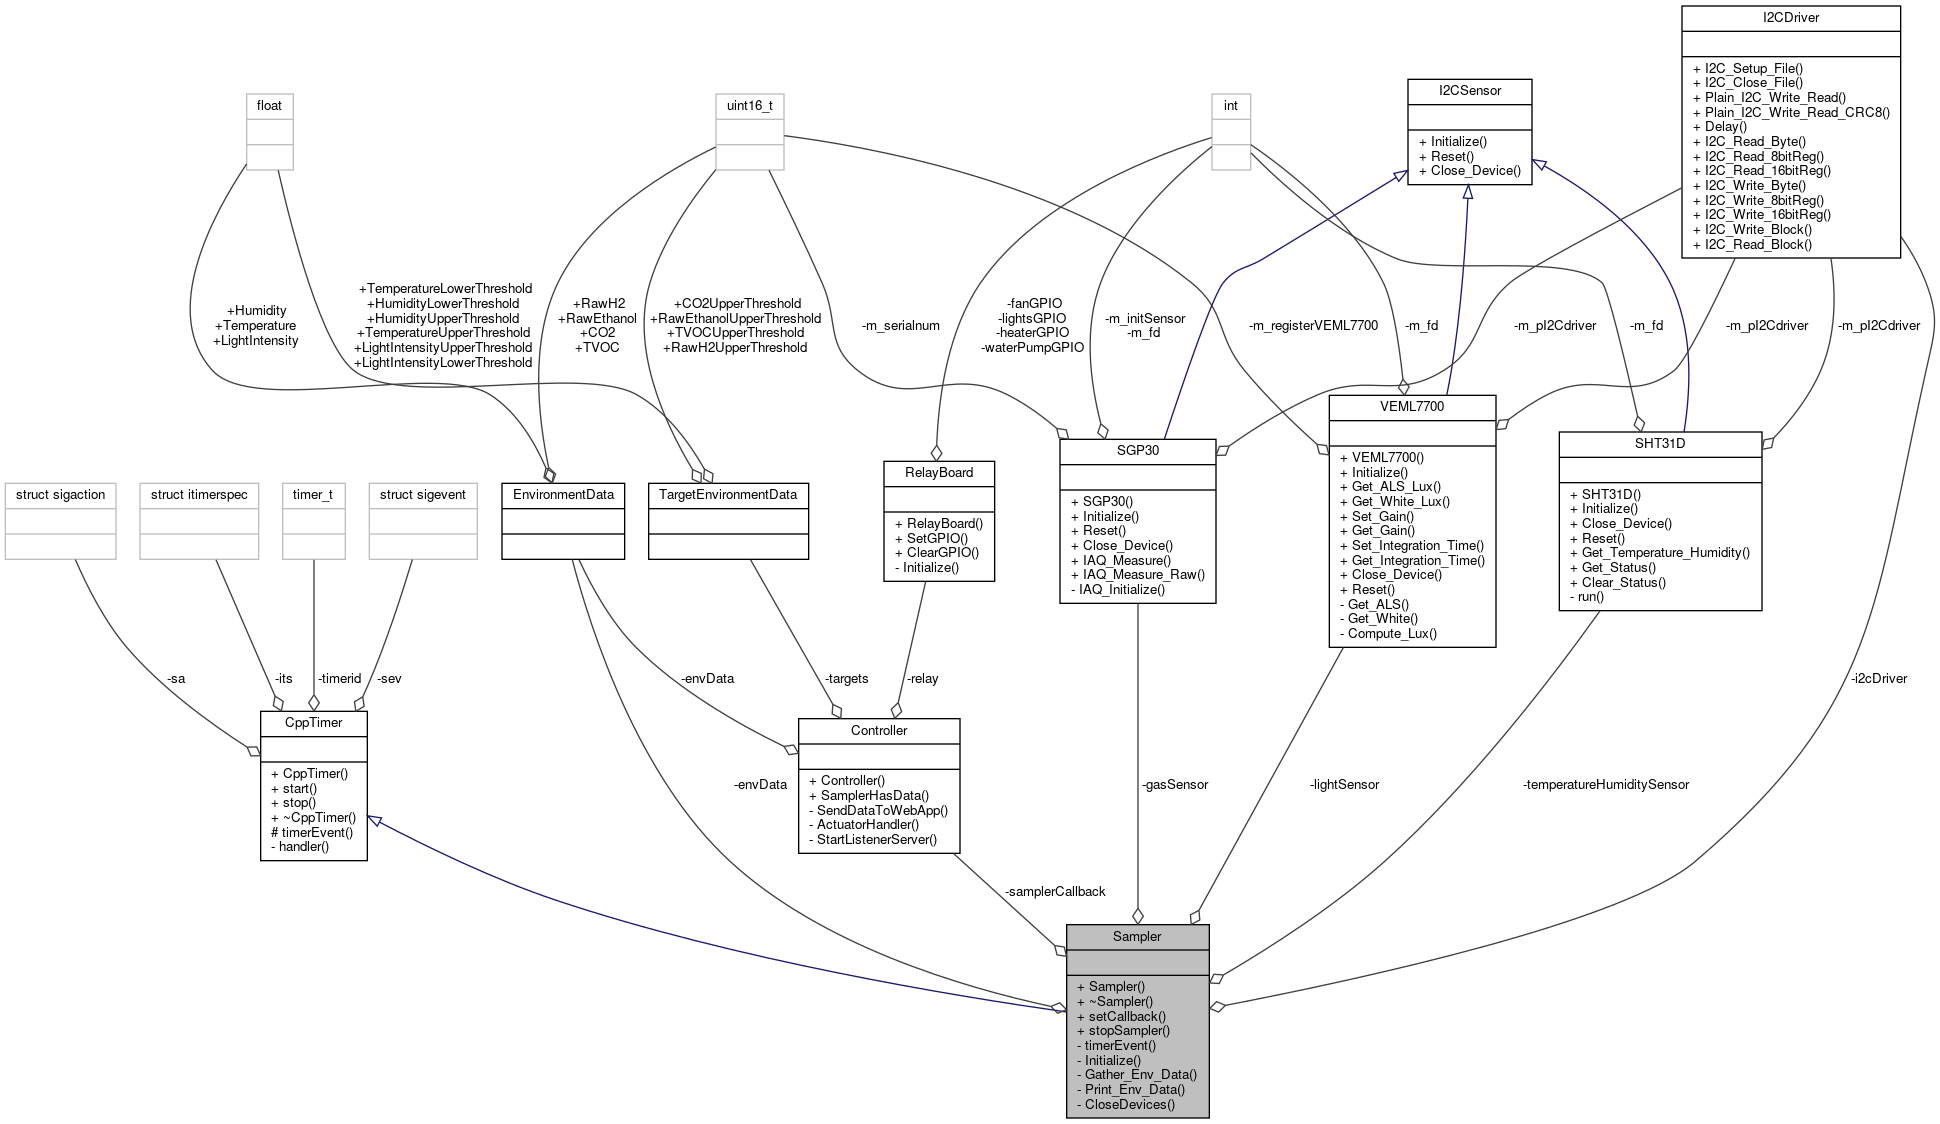 I2CDriver
+ I2C_Setup_File()
+ I2C_Close_File()
+ Plain_I2C_Write_Read()
+ Plain_I2C_Write_Read_CRC8()
+ Delay()
+ I2C_Read_Byte()
+ I2C_Read_8bitReg()
+ I2C_Read_16bitReg()
+ I2C_Write_Byte()
+ I2C_Write_8bitReg()
+ I2C_Write_16bitReg()
+ I2C_Write_Block()
+ I2C_Read_Block()
I2CSensor
+ Initialize()
+ Reset()
+ Close_Device()
float
uint16_t
int
+Humidity
+Temperature
+LightIntensity
+TemperatureLowerThreshold
+HumidityLowerThreshold
+HumidityUpperThreshold
+TemperatureUpperThreshold
+LightIntensityUpperThreshold
+LightIntensityLowerThreshold
+RawH2
+RawEthanol
+CO2
+TVOC
+CO2UpperThreshold
+RawEthanolUpperThreshold
+TVOCUpperThreshold
+RawH2UpperThreshold
-m_serialnum
-fanGPIO
-lightsGPIO
-heaterGPIO
-waterPumpGPIO
-m_initSensor
-m_fd
-m_registerVEML7700
-m_fd
-m_pI2Cdriver
-m_fd
-m_pI2Cdriver
-m_pI2Cdriver
struct sigaction
struct itimerspec
timer_t
struct sigevent
EnvironmentData
TargetEnvironmentData
RelayBoard
+ RelayBoard()
+ SetGPIO()
+ ClearGPIO()
- Initialize()
SGP30
+ SGP30()
+ Initialize()
+ Reset()
+ Close_Device()
+ IAQ_Measure()
+ IAQ_Measure_Raw()
- IAQ_Initialize()
VEML7700
+ VEML7700()
+ Initialize()
+ Get_ALS_Lux()
+ Get_White_Lux()
+ Set_Gain()
+ Get_Gain()
+ Set_Integration_Time()
+ Get_Integration_Time()
+ Close_Device()
+ Reset()
- Get_ALS()
- Get_White()
- Compute_Lux()
SHT31D
+ SHT31D()
+ Initialize()
+ Close_Device()
+ Reset()
+ Get_Temperature_Humidity()
+ Get_Status()
+ Clear_Status()
- run()
-sa
-its
-timerid
-sev
-envData
-targets
-relay
-i2cDriver
CppTimer
+ CppTimer()
+ start()
+ stop()
+ ~CppTimer()
# timerEvent()
- handler()
Controller
+ Controller()
+ SamplerHasData()
- SendDataToWebApp()
- ActuatorHandler()
- StartListenerServer()
-envData
-gasSensor
-lightSensor
-temperatureHumiditySensor
-samplerCallback
Sampler
+ Sampler()
+ ~Sampler()
+ setCallback()
+ stopSampler()
- timerEvent()
- Initialize()
- Gather_Env_Data()
- Print_Env_Data()
- CloseDevices()